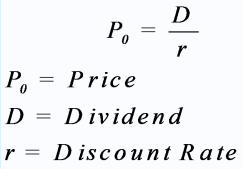 P₀ = D / r
P₀ = Price
D = Dividend
r = Discount Rate